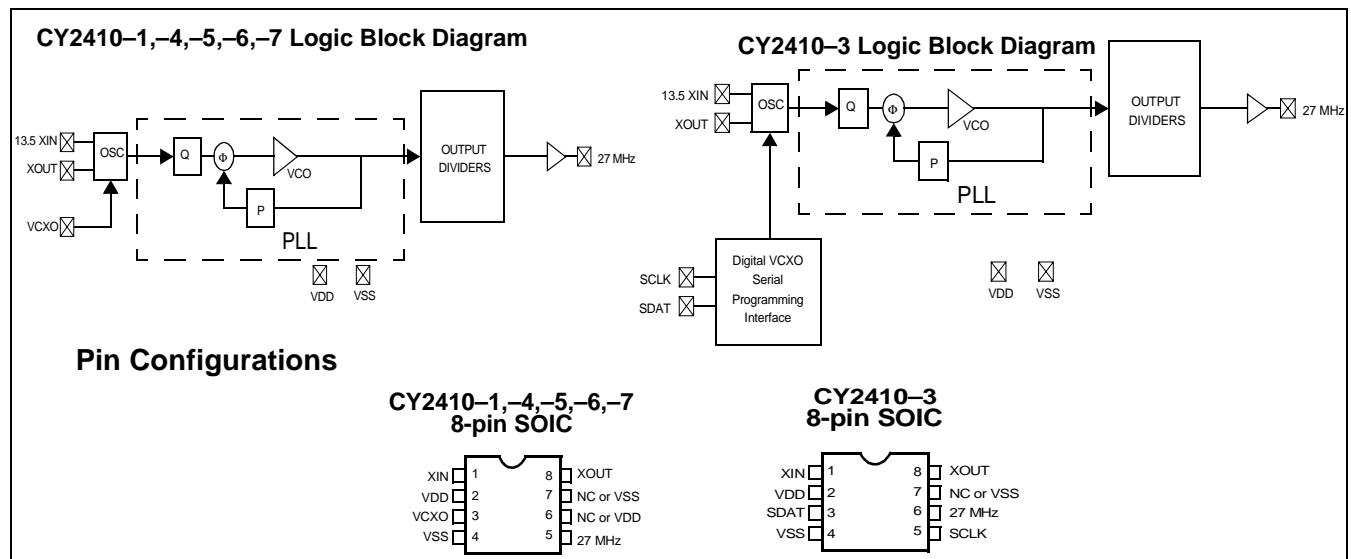 CY2410–1,–4,–5,–6,–7 Logic Block Diagram
13.5 XIN
XOUT
VCXO
OSC
Q
Φ
VCO
P
PLL
OUTPUT
DIVIDERS
27 MHz
VDD
VSS
CY2410–3 Logic Block Diagram
13.5 XIN
XOUT
OSC
Q
Φ
VCO
P
PLL
OUTPUT
DIVIDERS
27 MHz
SCLK
SDAT
Digital VCXO
Serial
Programming
Interface
VDD
VSS
Pin Configurations
CY2410–1,–4,–5,–6,–7
8-pin SOIC
XIN 1 8 XOUT
VDD 2 7 NC or VSS
VCXO 3 6 NC or VDD
VSS 4 5 27 MHz
CY2410–3
8-pin SOIC
XIN 1 8 XOUT
VDD 2 7 NC or VSS
SDAT 3 6 27 MHz
VSS 4 5 SCLK